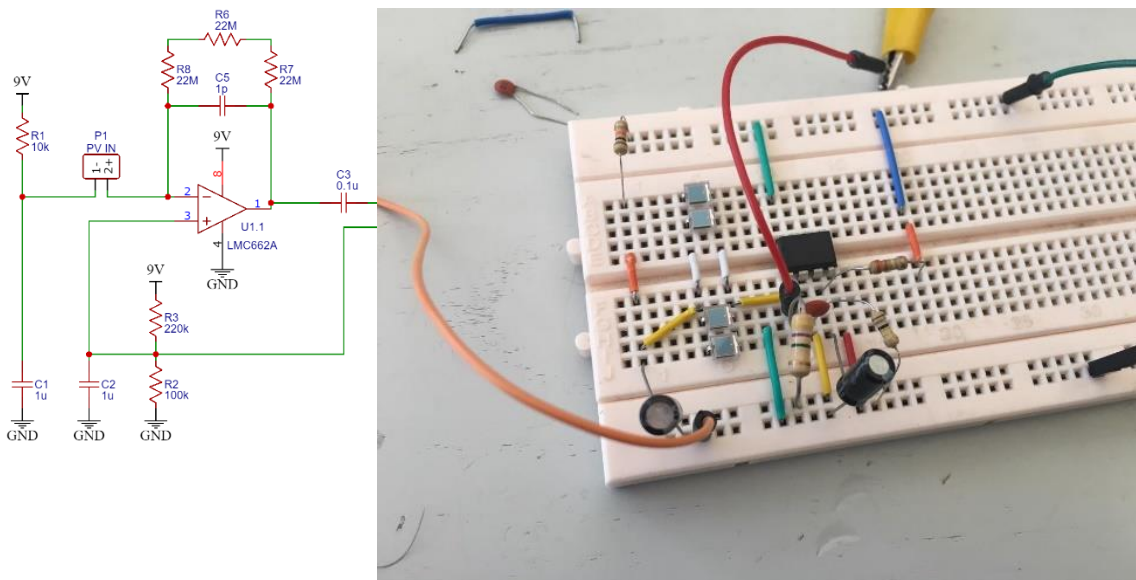 R6
22M
R8
22M
R7
22M
C5
1p
9V
R1
10k
P1
PV IN
1-
2+
9V
8
2
3
1
4
U1.1
LMC662A
GND
C3
0.1u
9V
R3
220k
C1
1u
C2
1u
R2
100k
GND
GND
GND